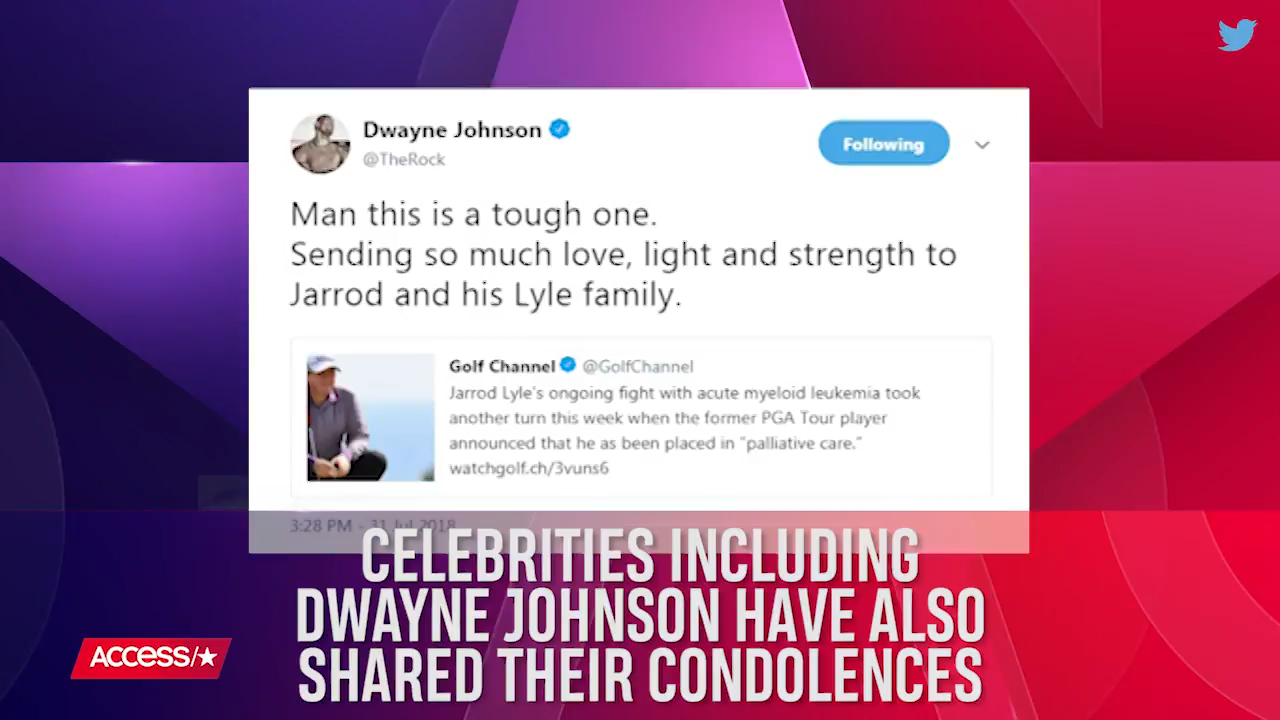 Dwayne Johnson
@TheRock
Following
Man this is a tough one.
Sending so much love, light and strength to
Jarrod and his Lyle family.
Golf Channel @GolfChannel
Jarrod Lyle's ongoing fight with acute myeloid leukemia took
another turn this week when the former PGA Tour player
announced that he as been placed in "palliative care."
watchgolf.ch/3vuns6
3:28 PM - 31 Jul 2018
CELEBRITIES INCLUDING
DWAYNE JOHNSON HAVE ALSO
SHARED THEIR CONDOLENCES
ACCESS/